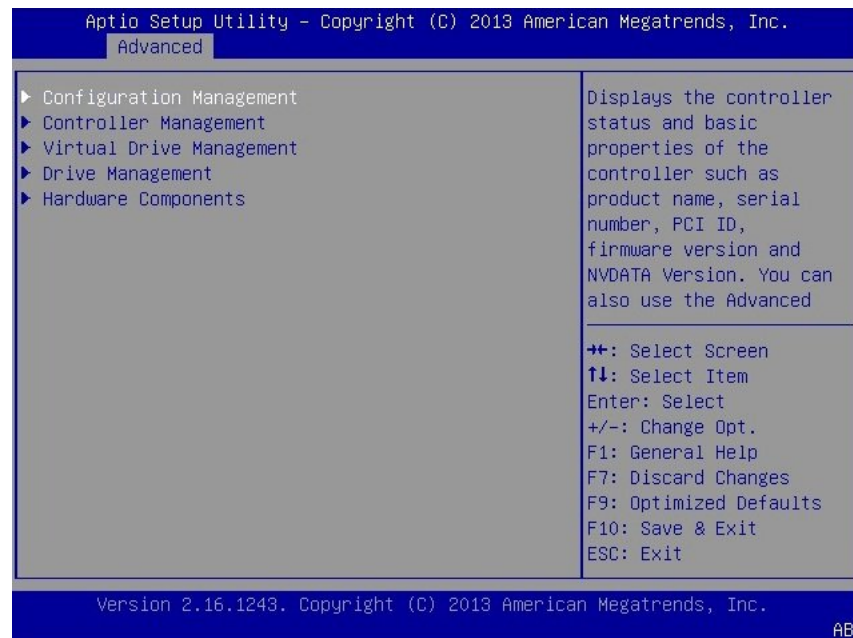 Aptio Setup Utility – Copyright (C) 2013 American Megatrends, Inc.
Advanced
▶ Configuration Management
▶ Controller Management
▶ Virtual Drive Management
▶ Drive Management
▶ Hardware Components
Displays the controller
status and basic
properties of the
controller such as
product name, serial
number, PCI ID,
firmware version and
NVDATA Version. You can
also use the Advanced
→←: Select Screen
↑↓: Select Item
Enter: Select
+/-: Change Opt.
F1: General Help
F7: Discard Changes
F9: Optimized Defaults
F10: Save & Exit
ESC: Exit
Version 2.16.1243. Copyright (C) 2013 American Megatrends, Inc.
AB